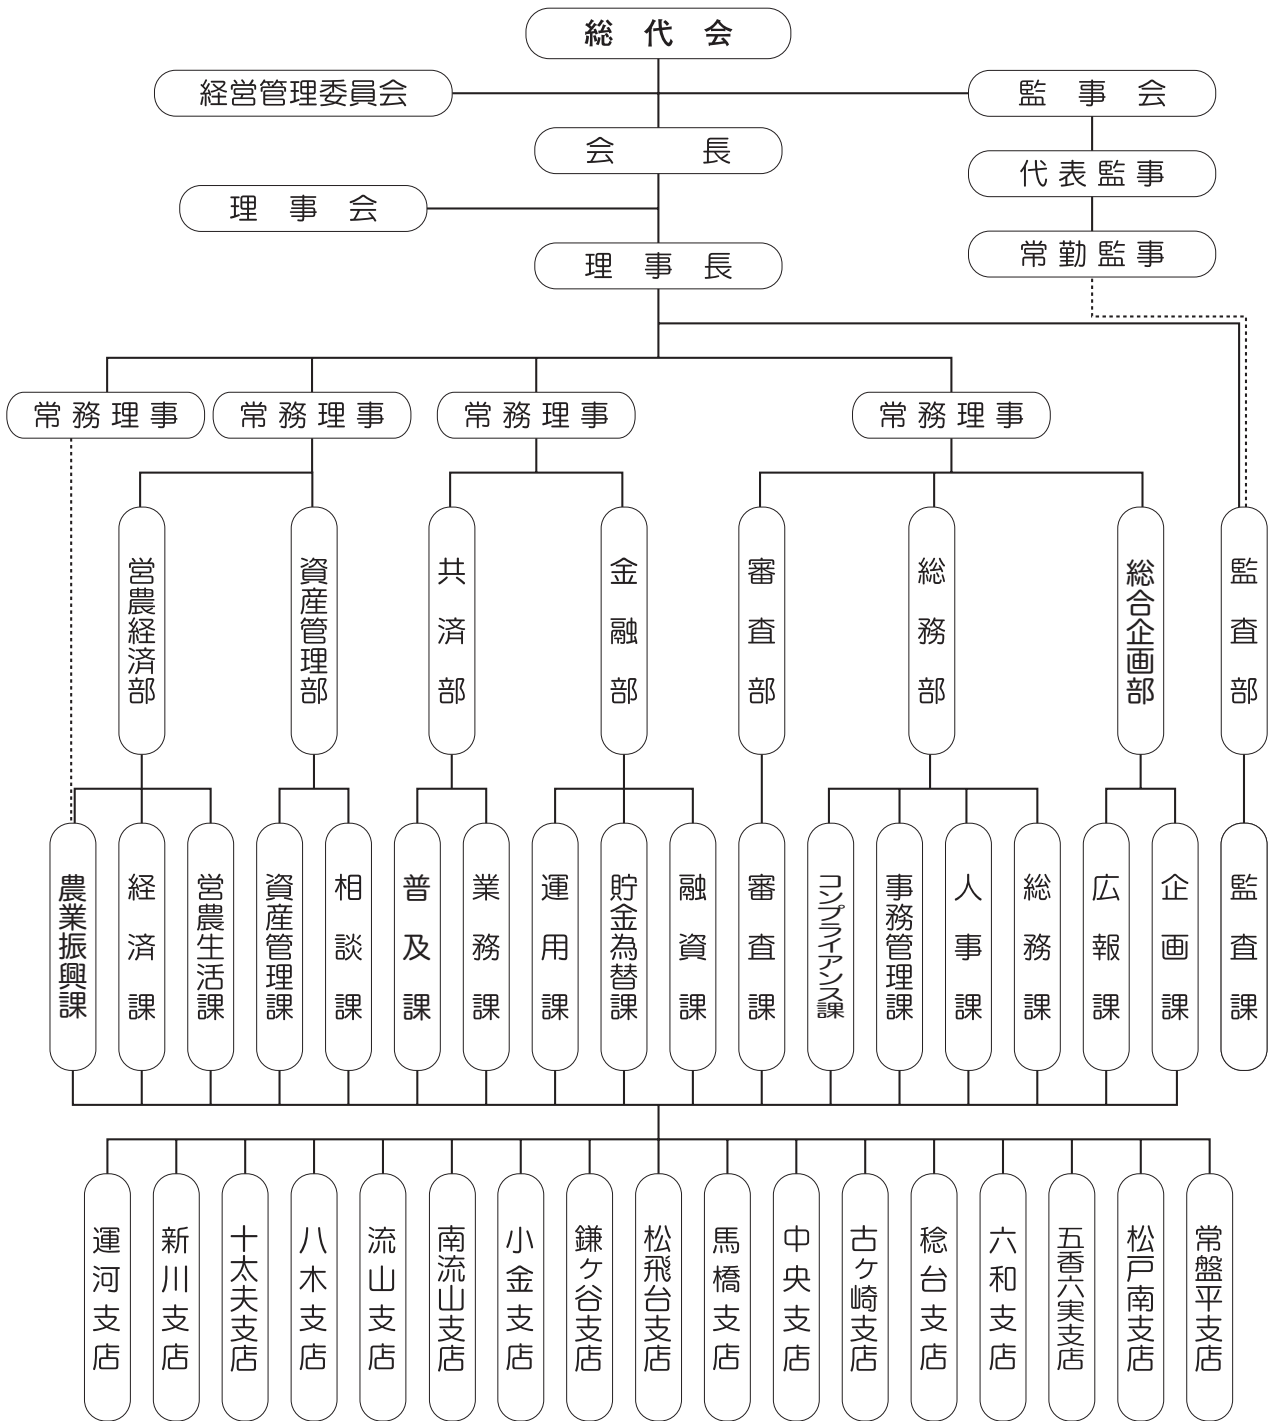 総代会
経営管理委員会
監事会
会長
代表監事
理事会
理事長
常勤監事
常務理事
常務理事
常務理事
常務理事
営農経済部
資産管理部
共済部
金融部
審査部
総務部
総合企画部
監査部
農業振興課
経済課
営農生活課
資産管理課
相談課
普及課
業務課
運用課
貯金為替課
融資課
審査課
コンプライアンス課
事務管理課
人事課
総務課
広報課
企画課
監査課
運河支店
新川支店
十太夫支店
八木支店
流山支店
南流山支店
小金支店
鎌ケ谷支店
松飛台支店
馬橋支店
中央支店
古ケ崎支店
稔台支店
六和支店
五香六実支店
松戸南支店
常盤平支店